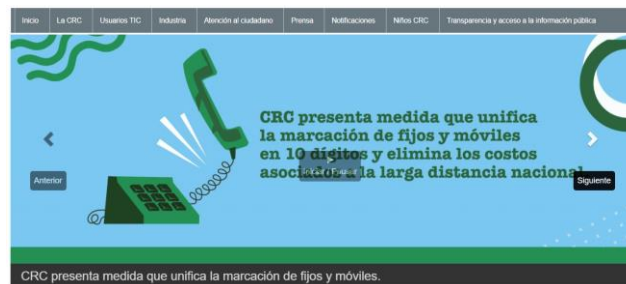 Inicio La CRC Usuarios TIC Industria Atención al ciudadano Prensa Notificaciones Niños CRC Transparencia y acceso a la información pública
CRC presenta medida que unifica
la marcación de fijos y móviles
en 10 dígitos y elimina los costos
asociados a la larga distancia nacional
Anterior
Siguiente
CRC presenta medida que unifica la marcación de fijos y móviles.